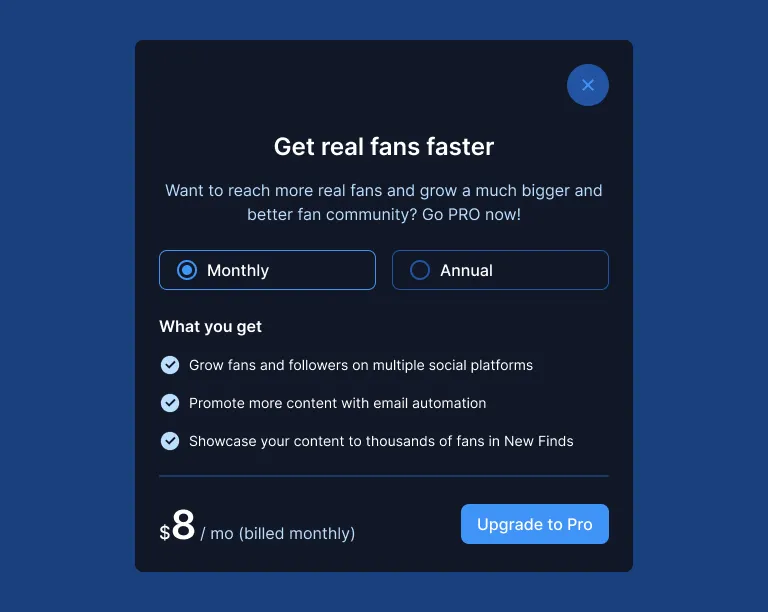 Get real fans faster
Want to reach more real fans and grow a much bigger and
better fan community? Go PRO now!
Monthly
Annual
What you get
Grow fans and followers on multiple social platforms
Promote more content with email automation
Showcase your content to thousands of fans in New Finds
$8 / mo (billed monthly)
Upgrade to Pro